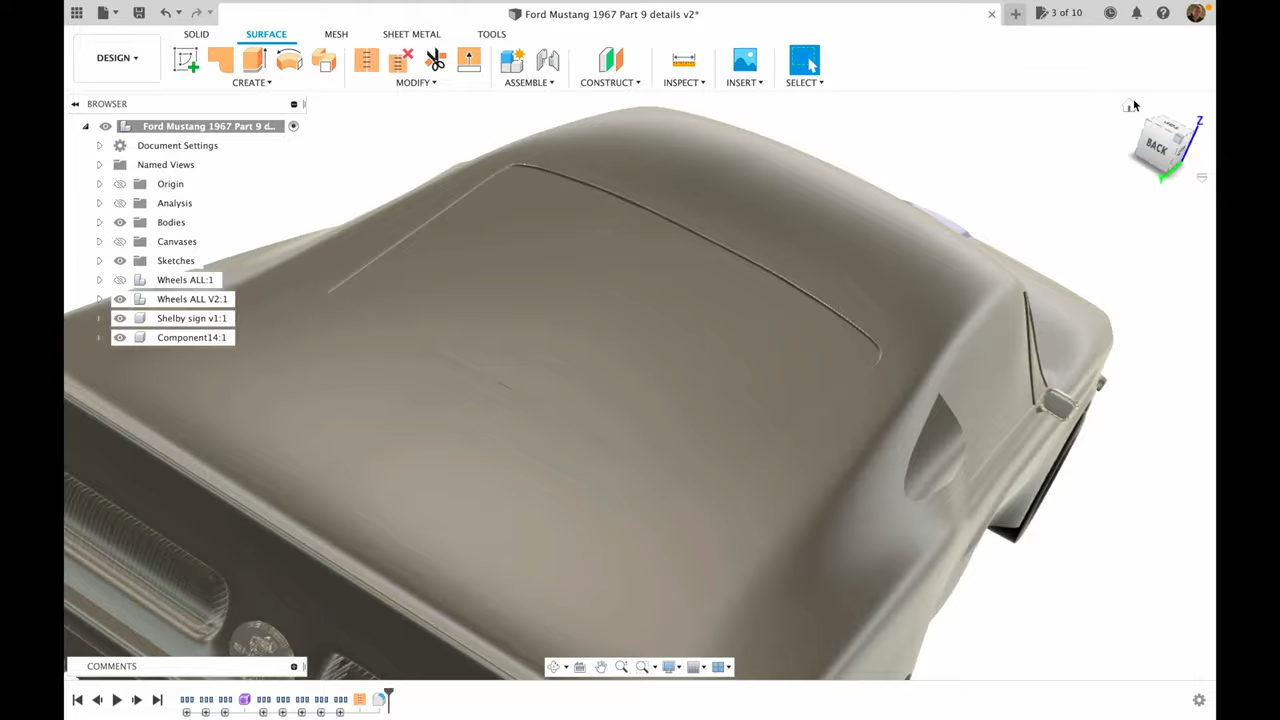 Ford Mustang 1967 Part 9 details v2*
3 of 10
DESIGN
SOLID
SURFACE
MESH
SHEET METAL
TOOLS
CREATE
MODIFY
ASSEMBLE
CONSTRUCT
INSPECT
INSERT
SELECT
BROWSER
Ford Mustang 1967 Part 9 d...
Document Settings
Named Views
Origin
Analysis
Bodies
Canvases
Sketches
Wheels ALL:1
Wheels ALL V2:1
Shelby sign v1:1
Component14:1
Z
BACK
COMMENTS